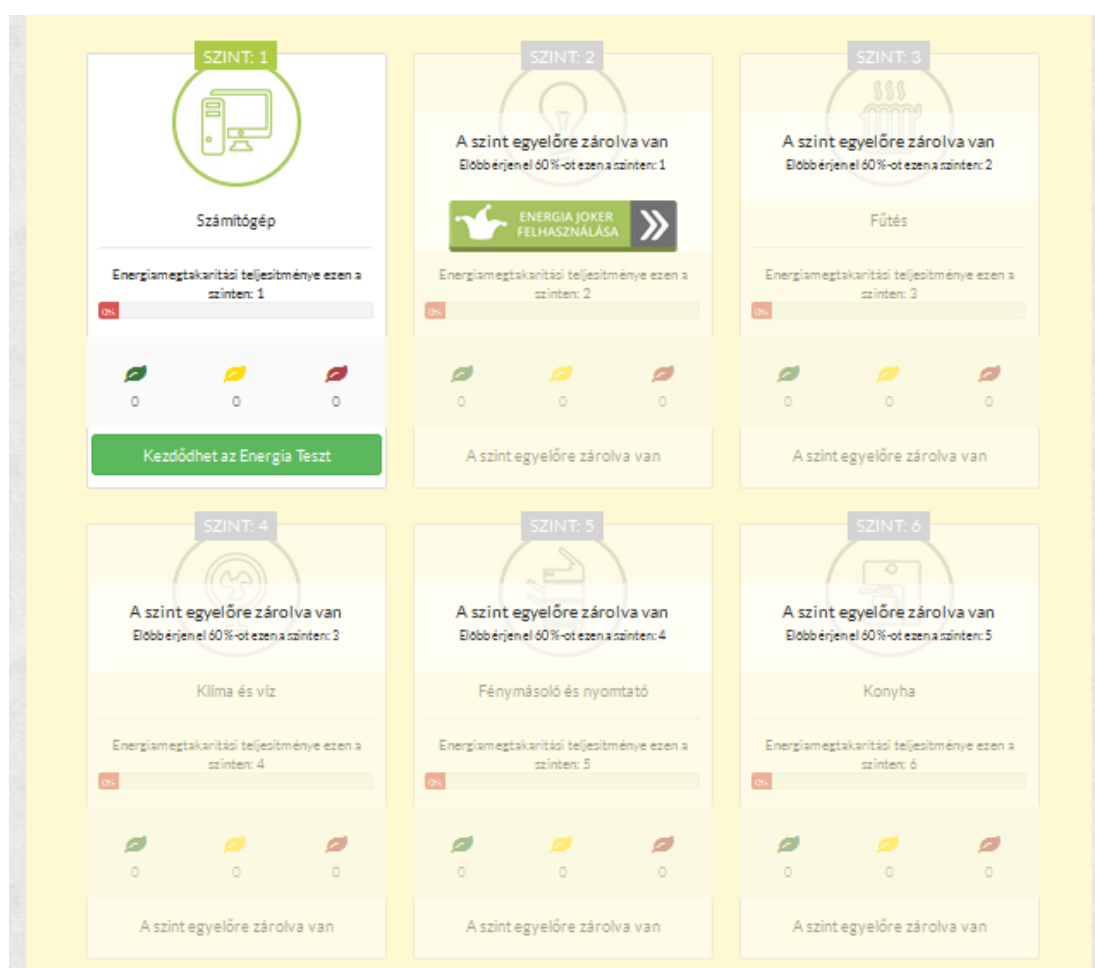 SZINT: 1
Számítógép
Energiamegtakarítási teljesítménye ezen a
szinten: 1
0%
0 0 0
Kezdődhet az Energia Teszt
SZINT: 2
A szint egyelőre zárolva van
Előbb érjen el 60%-ot ezen a szinten: 1
ENERGIA JOKER
FELHASZNÁLÁSA
Energiamegtakarítási teljesítménye ezen a
szinten: 2
0%
0 0 0
A szint egyelőre zárolva van
SZINT: 3
A szint egyelőre zárolva van
Előbb érjen el 60%-ot ezen a szinten: 2
Fűtés
Energiamegtakarítási teljesítménye ezen a
szinten: 3
0%
0 0 0
A szint egyelőre zárolva van
SZINT: 4
A szint egyelőre zárolva van
Előbb érjen el 60%-ot ezen a szinten: 3
Klíma és víz
Energiamegtakarítási teljesítménye ezen a
szinten: 4
0%
0 0 0
A szint egyelőre zárolva van
SZINT: 5
A szint egyelőre zárolva van
Előbb érjen el 60%-ot ezen a szinten: 4
Fénymásoló és nyomtató
Energiamegtakarítási teljesítménye ezen a
szinten: 5
0%
0 0 0
A szint egyelőre zárolva van
SZINT: 6
A szint egyelőre zárolva van
Előbb érjen el 60%-ot ezen a szinten: 5
Konyha
Energiamegtakarítási teljesítménye ezen a
szinten: 6
0%
0 0 0
A szint egyelőre zárolva van